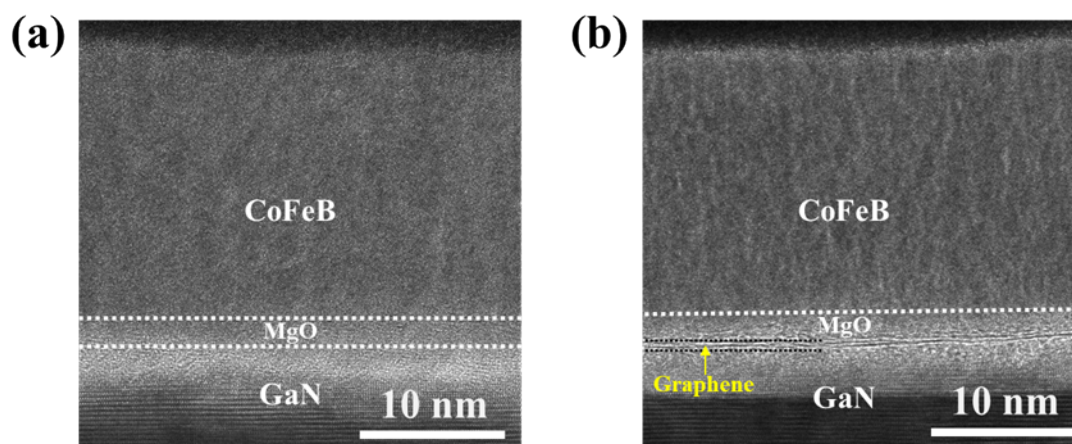 (a)
CoFeB
MgO
GaN
10 nm
(b)
CoFeB
MgO
Graphene
GaN
10 nm